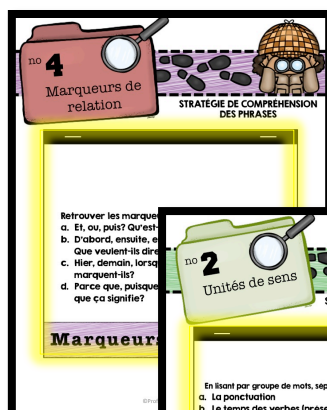 no 4
Marqueurs de
relation
STRATÉGIE DE COMPRÉHENSION
DES PHRASES
Retrouver les marque
a. Et, ou, puis? Qu'est-
b. D'abord, ensuite, e
Que veulent-ils dire
c. Hier, demain, lorsq
marquent-ils?
d. Parce que, puisque
que ça signifie?
Marqueurs
©Prof
no 2
Unités de sens
S
En lisant par groupe de mots, sép
a. La ponctuation
b. Le temps des verbes (prése